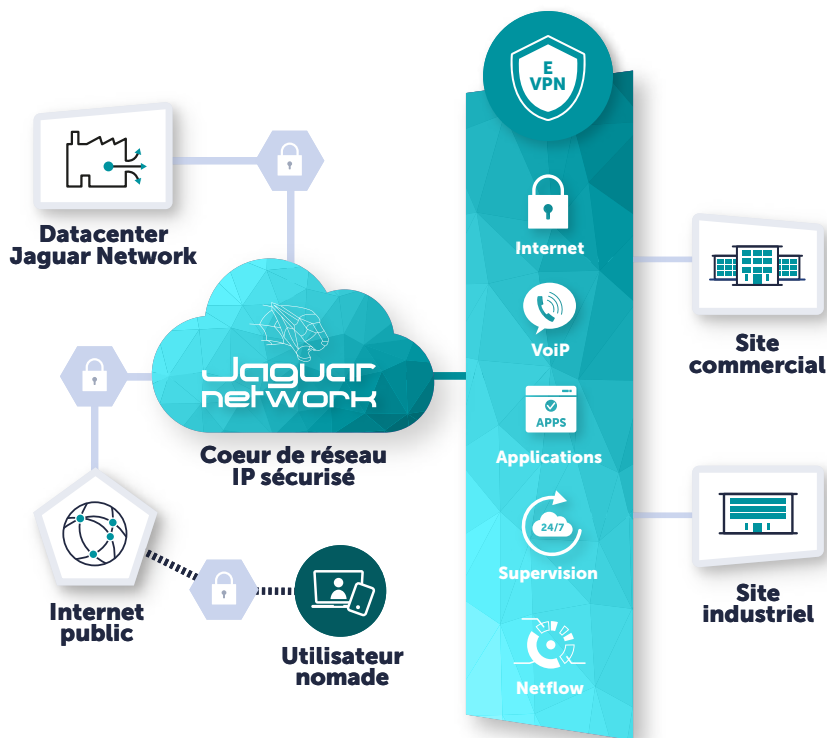 E
VPN
Datacenter
Jaguar Network
Internet
Jaguar
network
VoiP
Site
commercial
APPS
Applications
Coeur de réseau
IP sécurisé
24/7
Supervision
Internet
public
Site
industriel
Utilisateur
nomade
Netflow